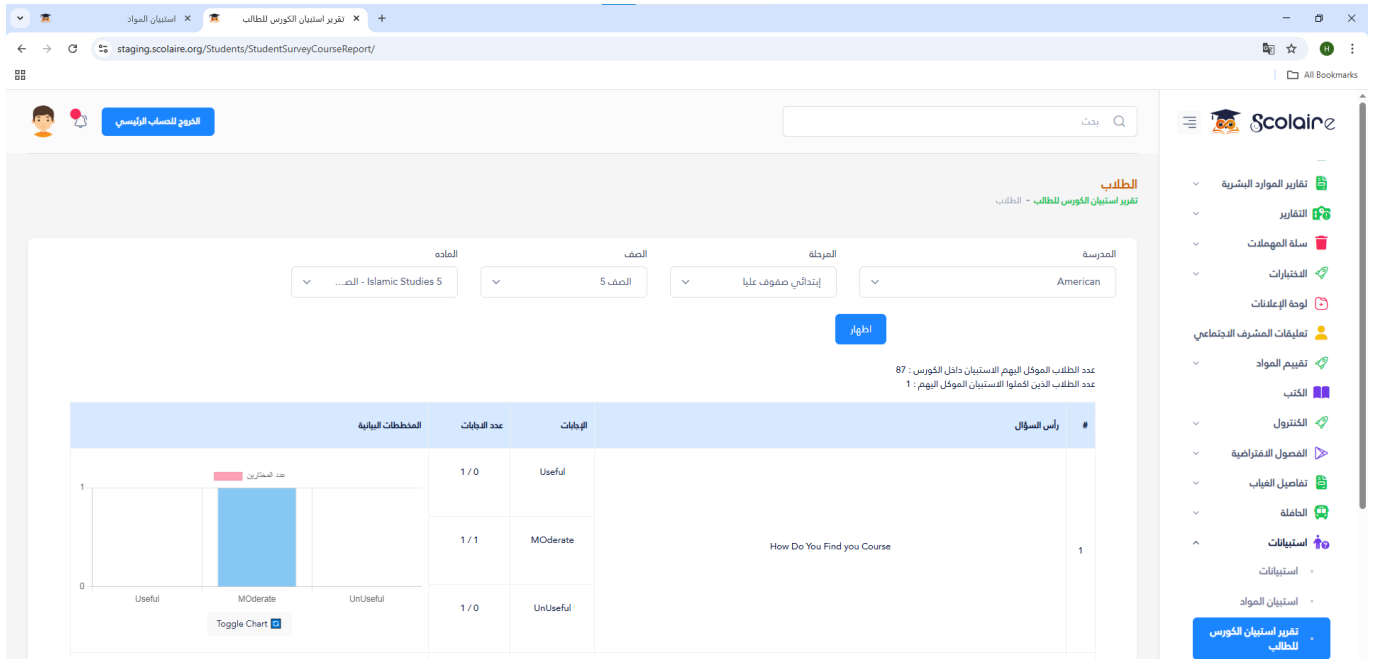 استبيان المواد
تقرير استبيان الكورس للطالب
staging.scolaire.org/Students/StudentSurveyCourseReport/
H
All Bookmarks
Scolaire
بحث
الخروج للحساب الرئيسي
تقارير الموارد البشرية
التقارير
سلة المهملات
الاختبارات
لوحة الإعلانات
تعليقات المشرف الاجتماعي
تقييم المواد
الكتب
الكنترول
الفصول الافتراضية
تفاصيل الغياب
الحافلة
استبيانات
استبيانات
استبيان المواد
تقرير استبيان الكورس
للطالب
الطلاب
تقرير استبيان الكورس للطالب - الطلاب
المدرسة
American
المرحلة
إبتدائي صفوف عليا
الصف
الصف 5
الماده
Islamic Studies 5 - الصـ...
اظهار
عدد الطلاب الموكل اليهم الاستبيان داخل الكورس : 87
عدد الطلاب الذين اكملوا الاستبيان الموكل اليهم : 1
# رأس السؤال الإجابات عدد الاجابات المخططات البيانية
1
How Do You Find you Course
Useful 1 / 0
MOderate 1 / 1
UnUseful 1 / 0
عدد المختارين
1
0
Useful MOderate UnUseful
Toggle Chart